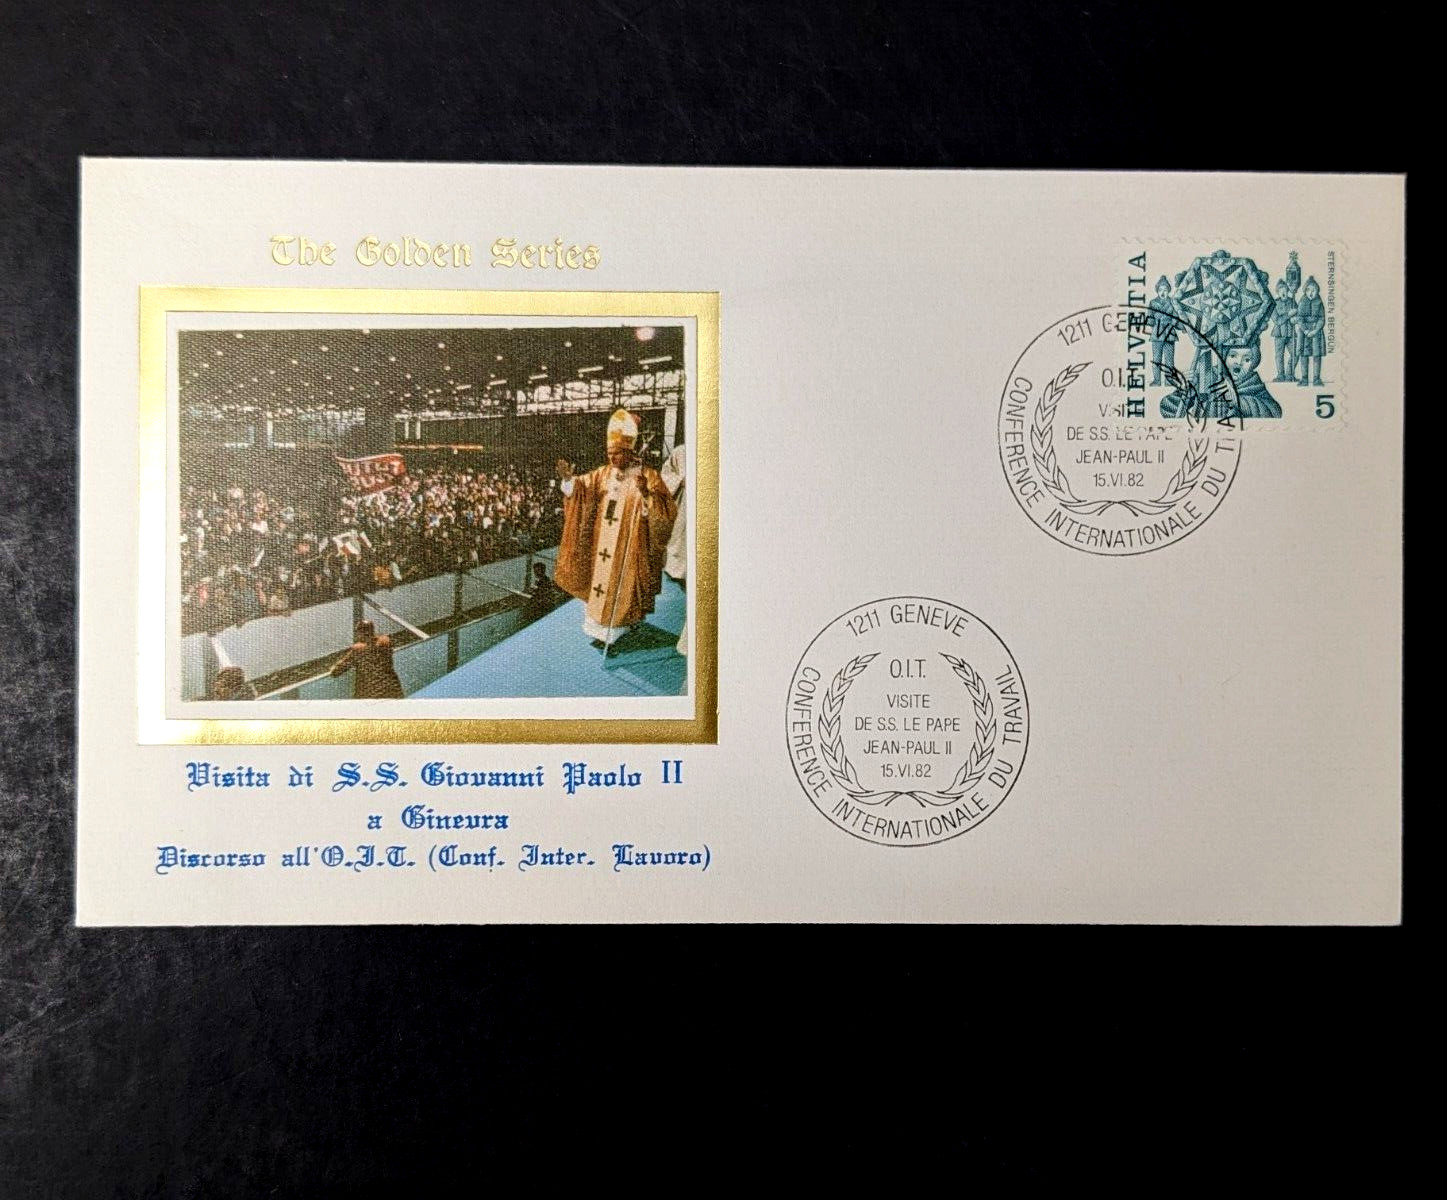 The Golden Series
Visita di S.S. Giovanni Paolo II
a Ginevra
Discorso all'O.I.T. (Conf. Inter. Lavoro)
HELVETIA
STERNSINGEN BERGÜN
5
1211 GENEVE
O.I.T.
VISITE
DE S.S. LE PAPE
JEAN-PAUL II
15.VI.82
CONFERENCE INTERNATIONALE DU TRAVAIL
1211 GENEVE
O.I.T.
VISITE
DE S.S. LE PAPE
JEAN-PAUL II
15.VI.82
CONFERENCE INTERNATIONALE DU TRAVAIL